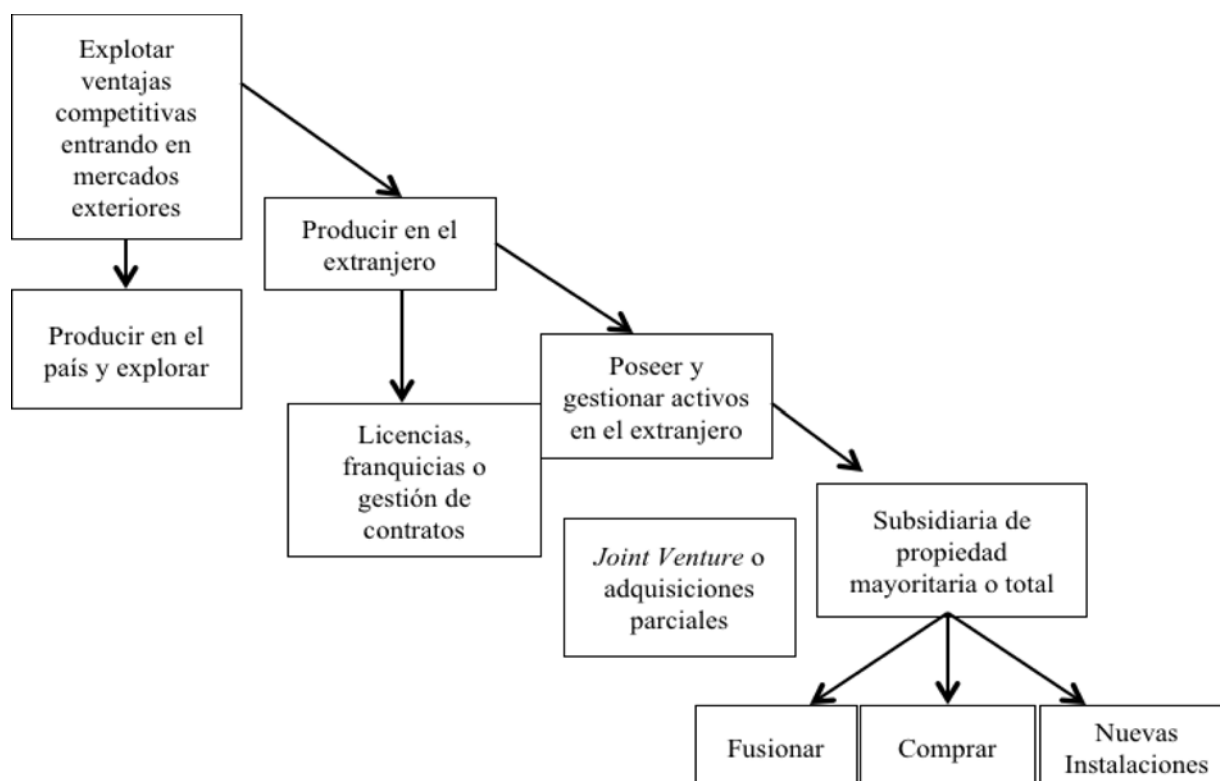 Explotar
ventajas
competitivas
entrando en
mercados
exteriores
Producir en el
extranjero
Producir en el
país y explorar
Poseer y
gestionar activos
en el extranjero
Licencias,
franquicias o
gestión de
contratos
Joint Venture o
adquisiciones
parciales
Subsidiaria de
propiedad
mayoritaria o total
Fusionar
Comprar
Nuevas
Instalaciones